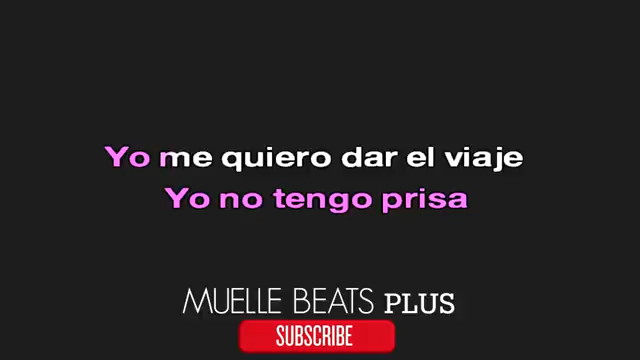 Yo me quiero dar el viaje
Yo no tengo prisa
MUELLE BEATS PLUS
SUBSCRIBE